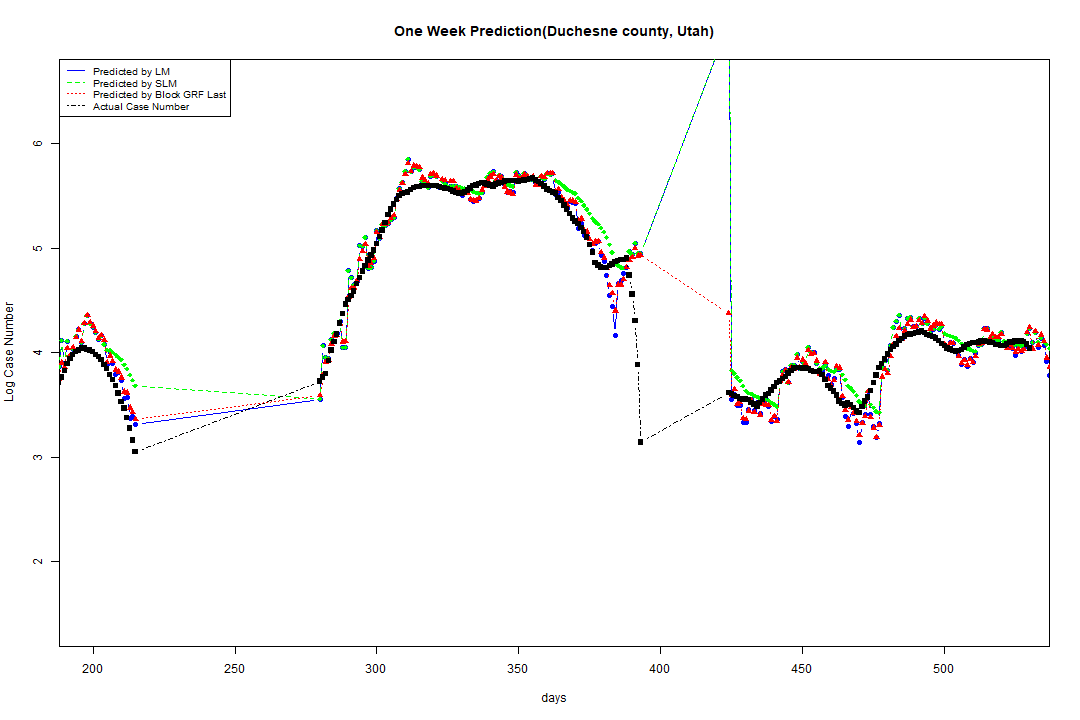 One Week Prediction(Duchesne county, Utah)
Predicted by LM
Predicted by SLM
Predicted by Block GRF Last
Actual Case Number
6
5
4
3
2
Log Case Number
200 250 300 350 400 450 500
days